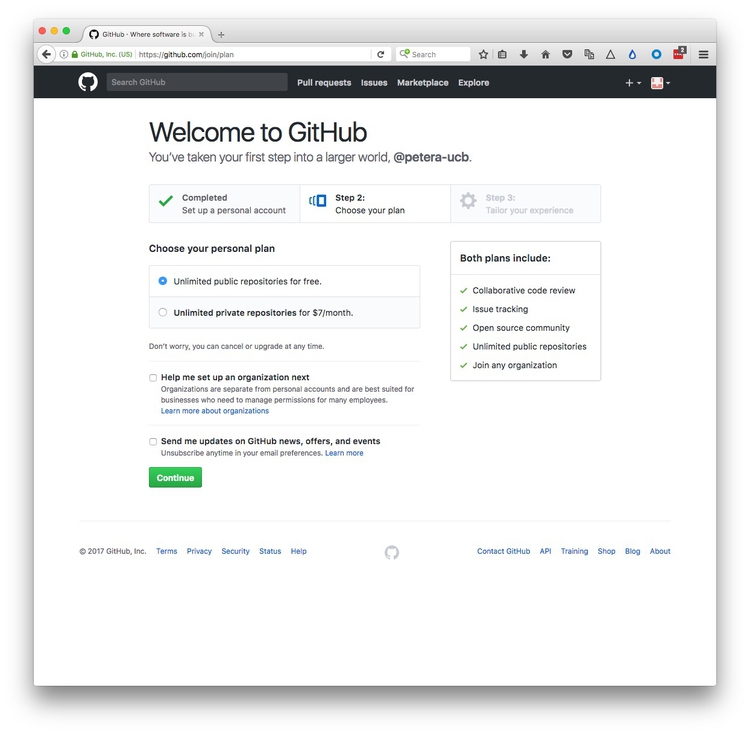 GitHub · Where software is bu
GitHub, Inc. (US)
https://github.com/join/plan
Search
2
Search GitHub
Pull requests Issues Marketplace Explore
Welcome to GitHub
You've taken your first step into a larger world, @petera-ucb.
Completed
Set up a personal account
Step 2:
Choose your plan
Step 3:
Tailor your experience
Choose your personal plan
Unlimited public repositories for free.
Unlimited private repositories for $7/month.
Don't worry, you can cancel or upgrade at any time.
Help me set up an organization next
Organizations are separate from personal accounts and are best suited for
businesses who need to manage permissions for many employees.
Learn more about organizations
Send me updates on GitHub news, offers, and events
Unsubscribe anytime in your email preferences. Learn more
Continue
Both plans include:
Collaborative code review
Issue tracking
Open source community
Unlimited public repositories
Join any organization
© 2017 GitHub, Inc. Terms Privacy Security Status Help
Contact GitHub API Training Shop Blog About